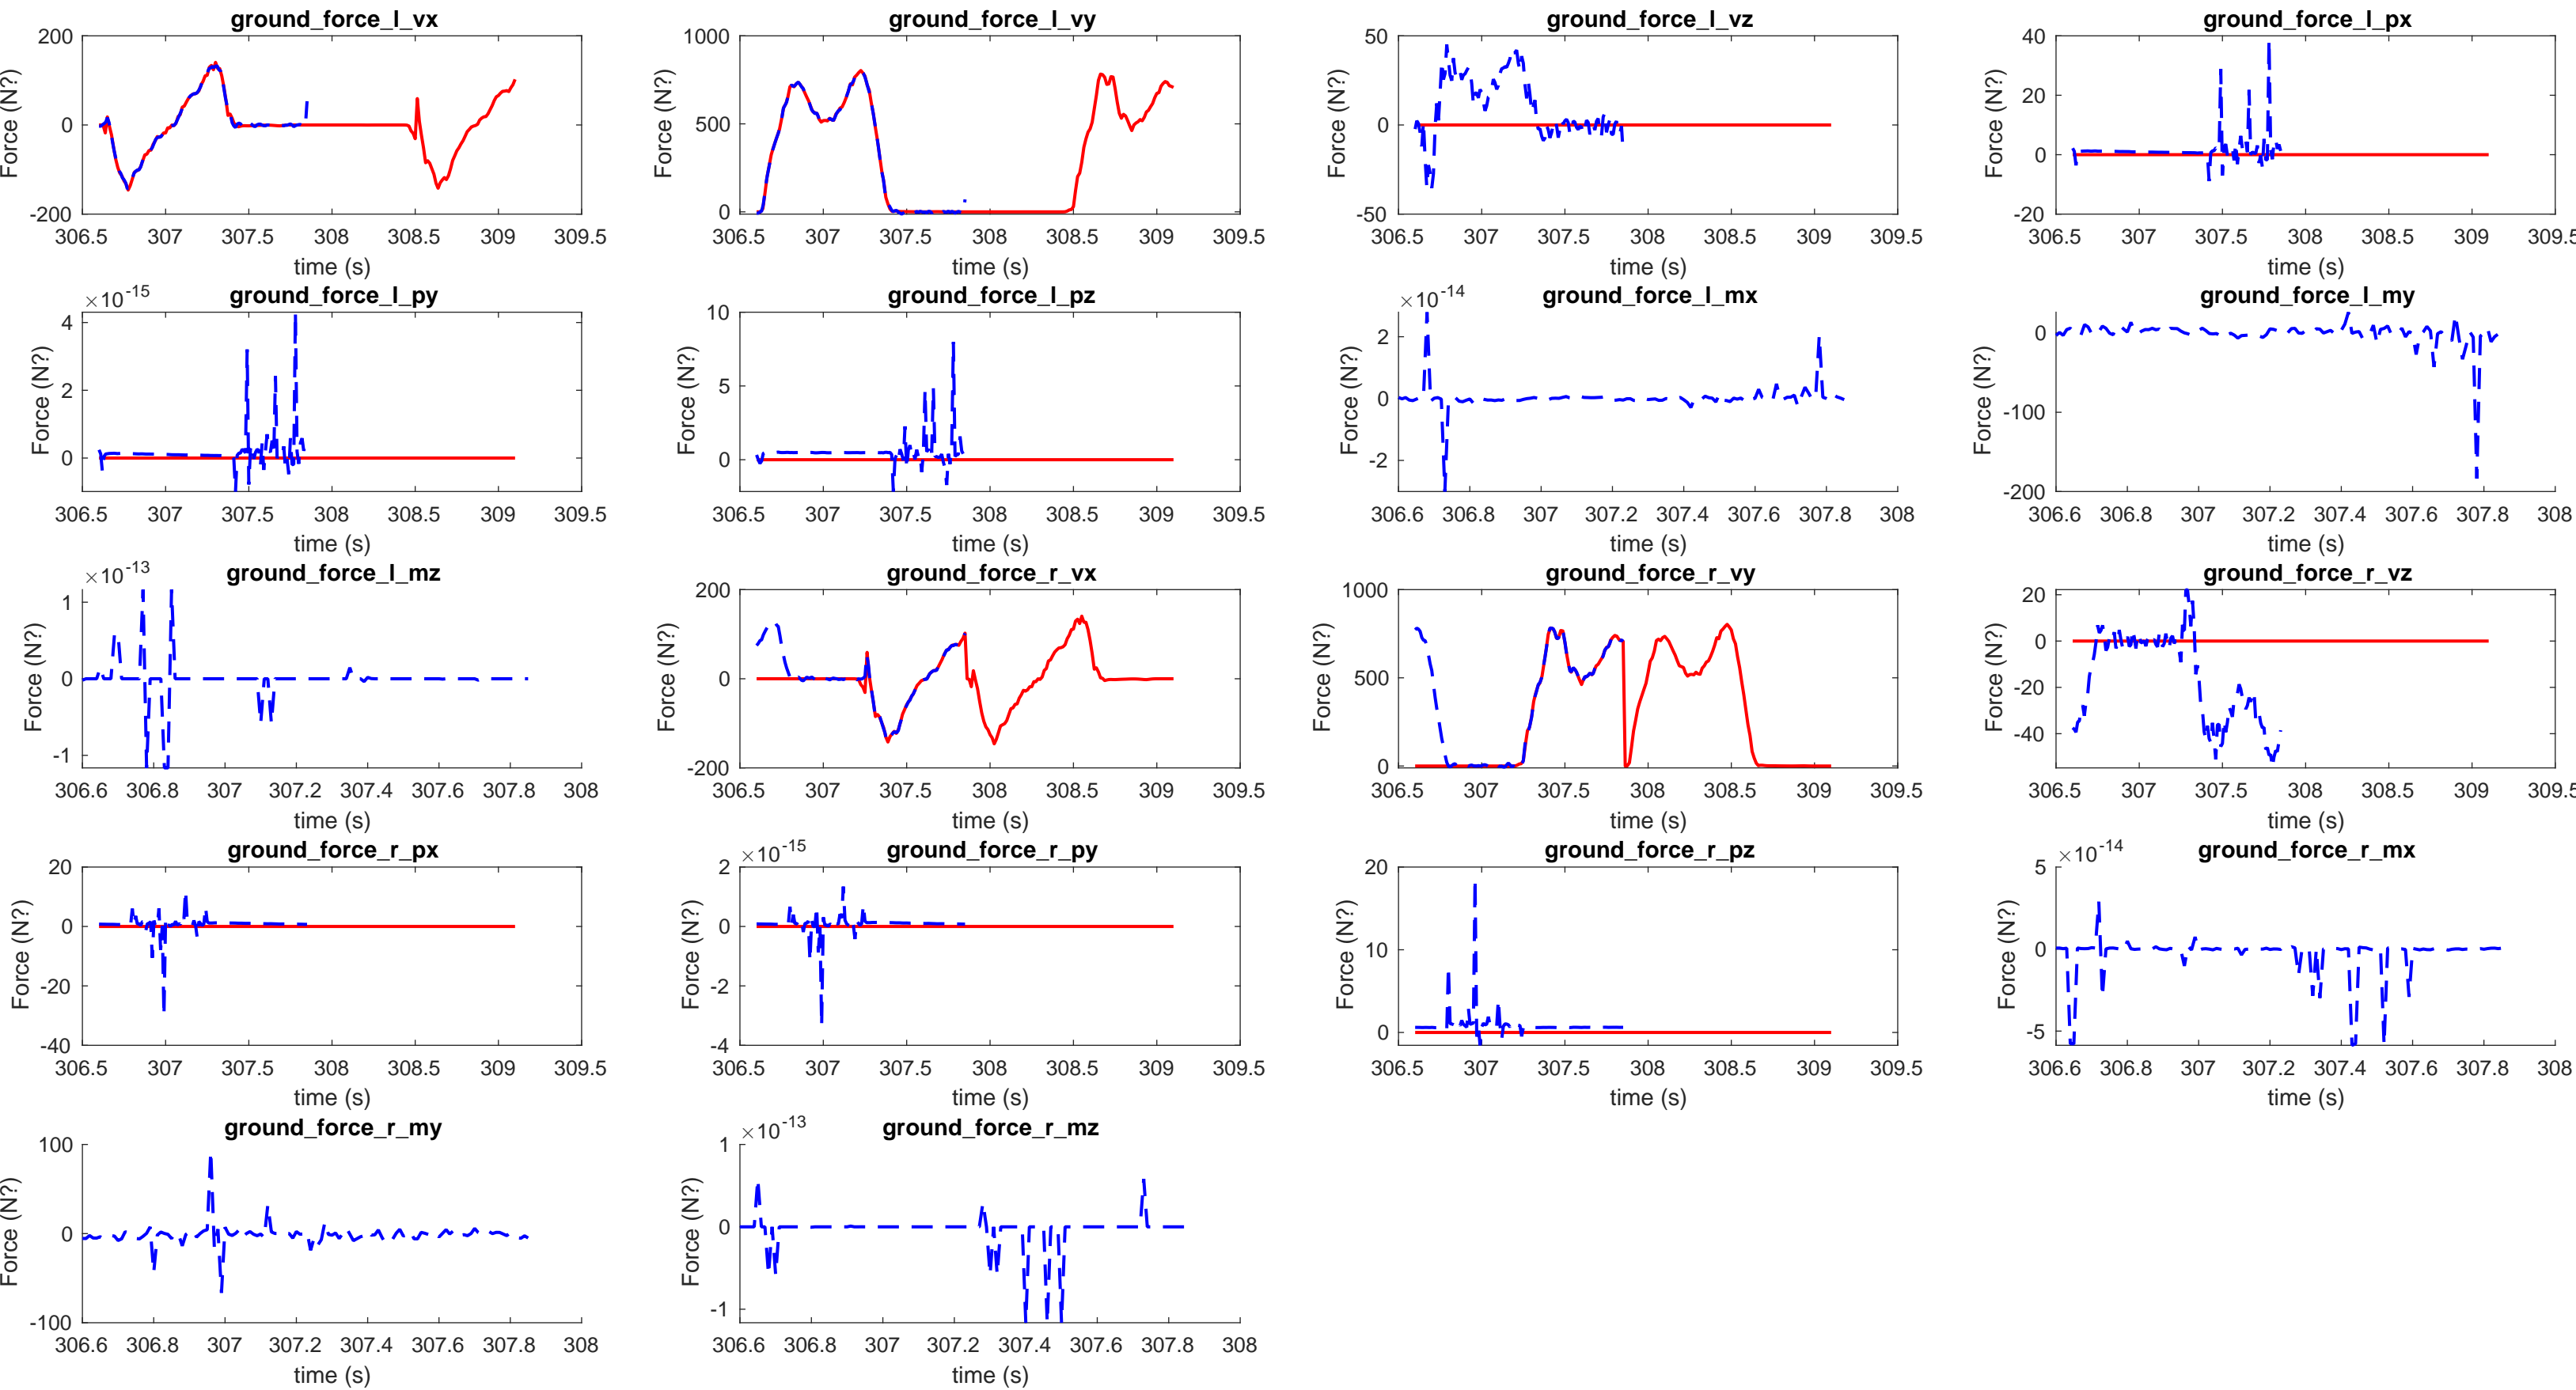 ground_force_l_vx
200
0
-200
Force (N?)
306.5 307 307.5 308 308.5 309 309.5
time (s)
ground_force_l_vy
1000
500
0
Force (N?)
306.5 307 307.5 308 308.5 309 309.5
time (s)
ground_force_l_vz
50
0
-50
Force (N?)
306.5 307 307.5 308 308.5 309 309.5
time (s)
ground_force_l_px
40
20
0
-20
Force (N?)
306.5 307 307.5 308 308.5 309 309.5
time (s)
ground_force_l_py
×10-15
4
2
0
Force (N?)
306.5 307 307.5 308 308.5 309 309.5
time (s)
ground_force_l_pz
10
5
0
Force (N?)
306.5 307 307.5 308 308.5 309 309.5
time (s)
ground_force_l_mx
×10-14
2
0
-2
Force (N?)
306.6 306.8 307 307.2 307.4 307.6 307.8 308
time (s)
ground_force_l_my
0
-100
-200
Force (N?)
306.6 306.8 307 307.2 307.4 307.6 307.8 308
time (s)
ground_force_l_mz
×10-13
1
0
-1
Force (N?)
306.6 306.8 307 307.2 307.4 307.6 307.8 308
time (s)
ground_force_r_vx
200
0
-200
Force (N?)
306.5 307 307.5 308 308.5 309 309.5
time (s)
ground_force_r_vy
1000
500
0
Force (N?)
306.5 307 307.5 308 308.5 309 309.5
time (s)
ground_force_r_vz
20
0
-20
-40
Force (N?)
306.5 307 307.5 308 308.5 309 309.5
time (s)
ground_force_r_px
20
0
-20
-40
Force (N?)
306.5 307 307.5 308 308.5 309 309.5
time (s)
ground_force_r_py
×10-15
2
0
-2
-4
Force (N?)
306.5 307 307.5 308 308.5 309 309.5
time (s)
ground_force_r_pz
20
10
0
Force (N?)
306.5 307 307.5 308 308.5 309 309.5
time (s)
ground_force_r_mx
×10-14
5
0
-5
Force (N?)
306.6 306.8 307 307.2 307.4 307.6 307.8 308
time (s)
ground_force_r_my
100
0
-100
Force (N?)
306.6 306.8 307 307.2 307.4 307.6 307.8 308
time (s)
ground_force_r_mz
×10-13
1
0
-1
Force (N?)
306.6 306.8 307 307.2 307.4 307.6 307.8 308
time (s)